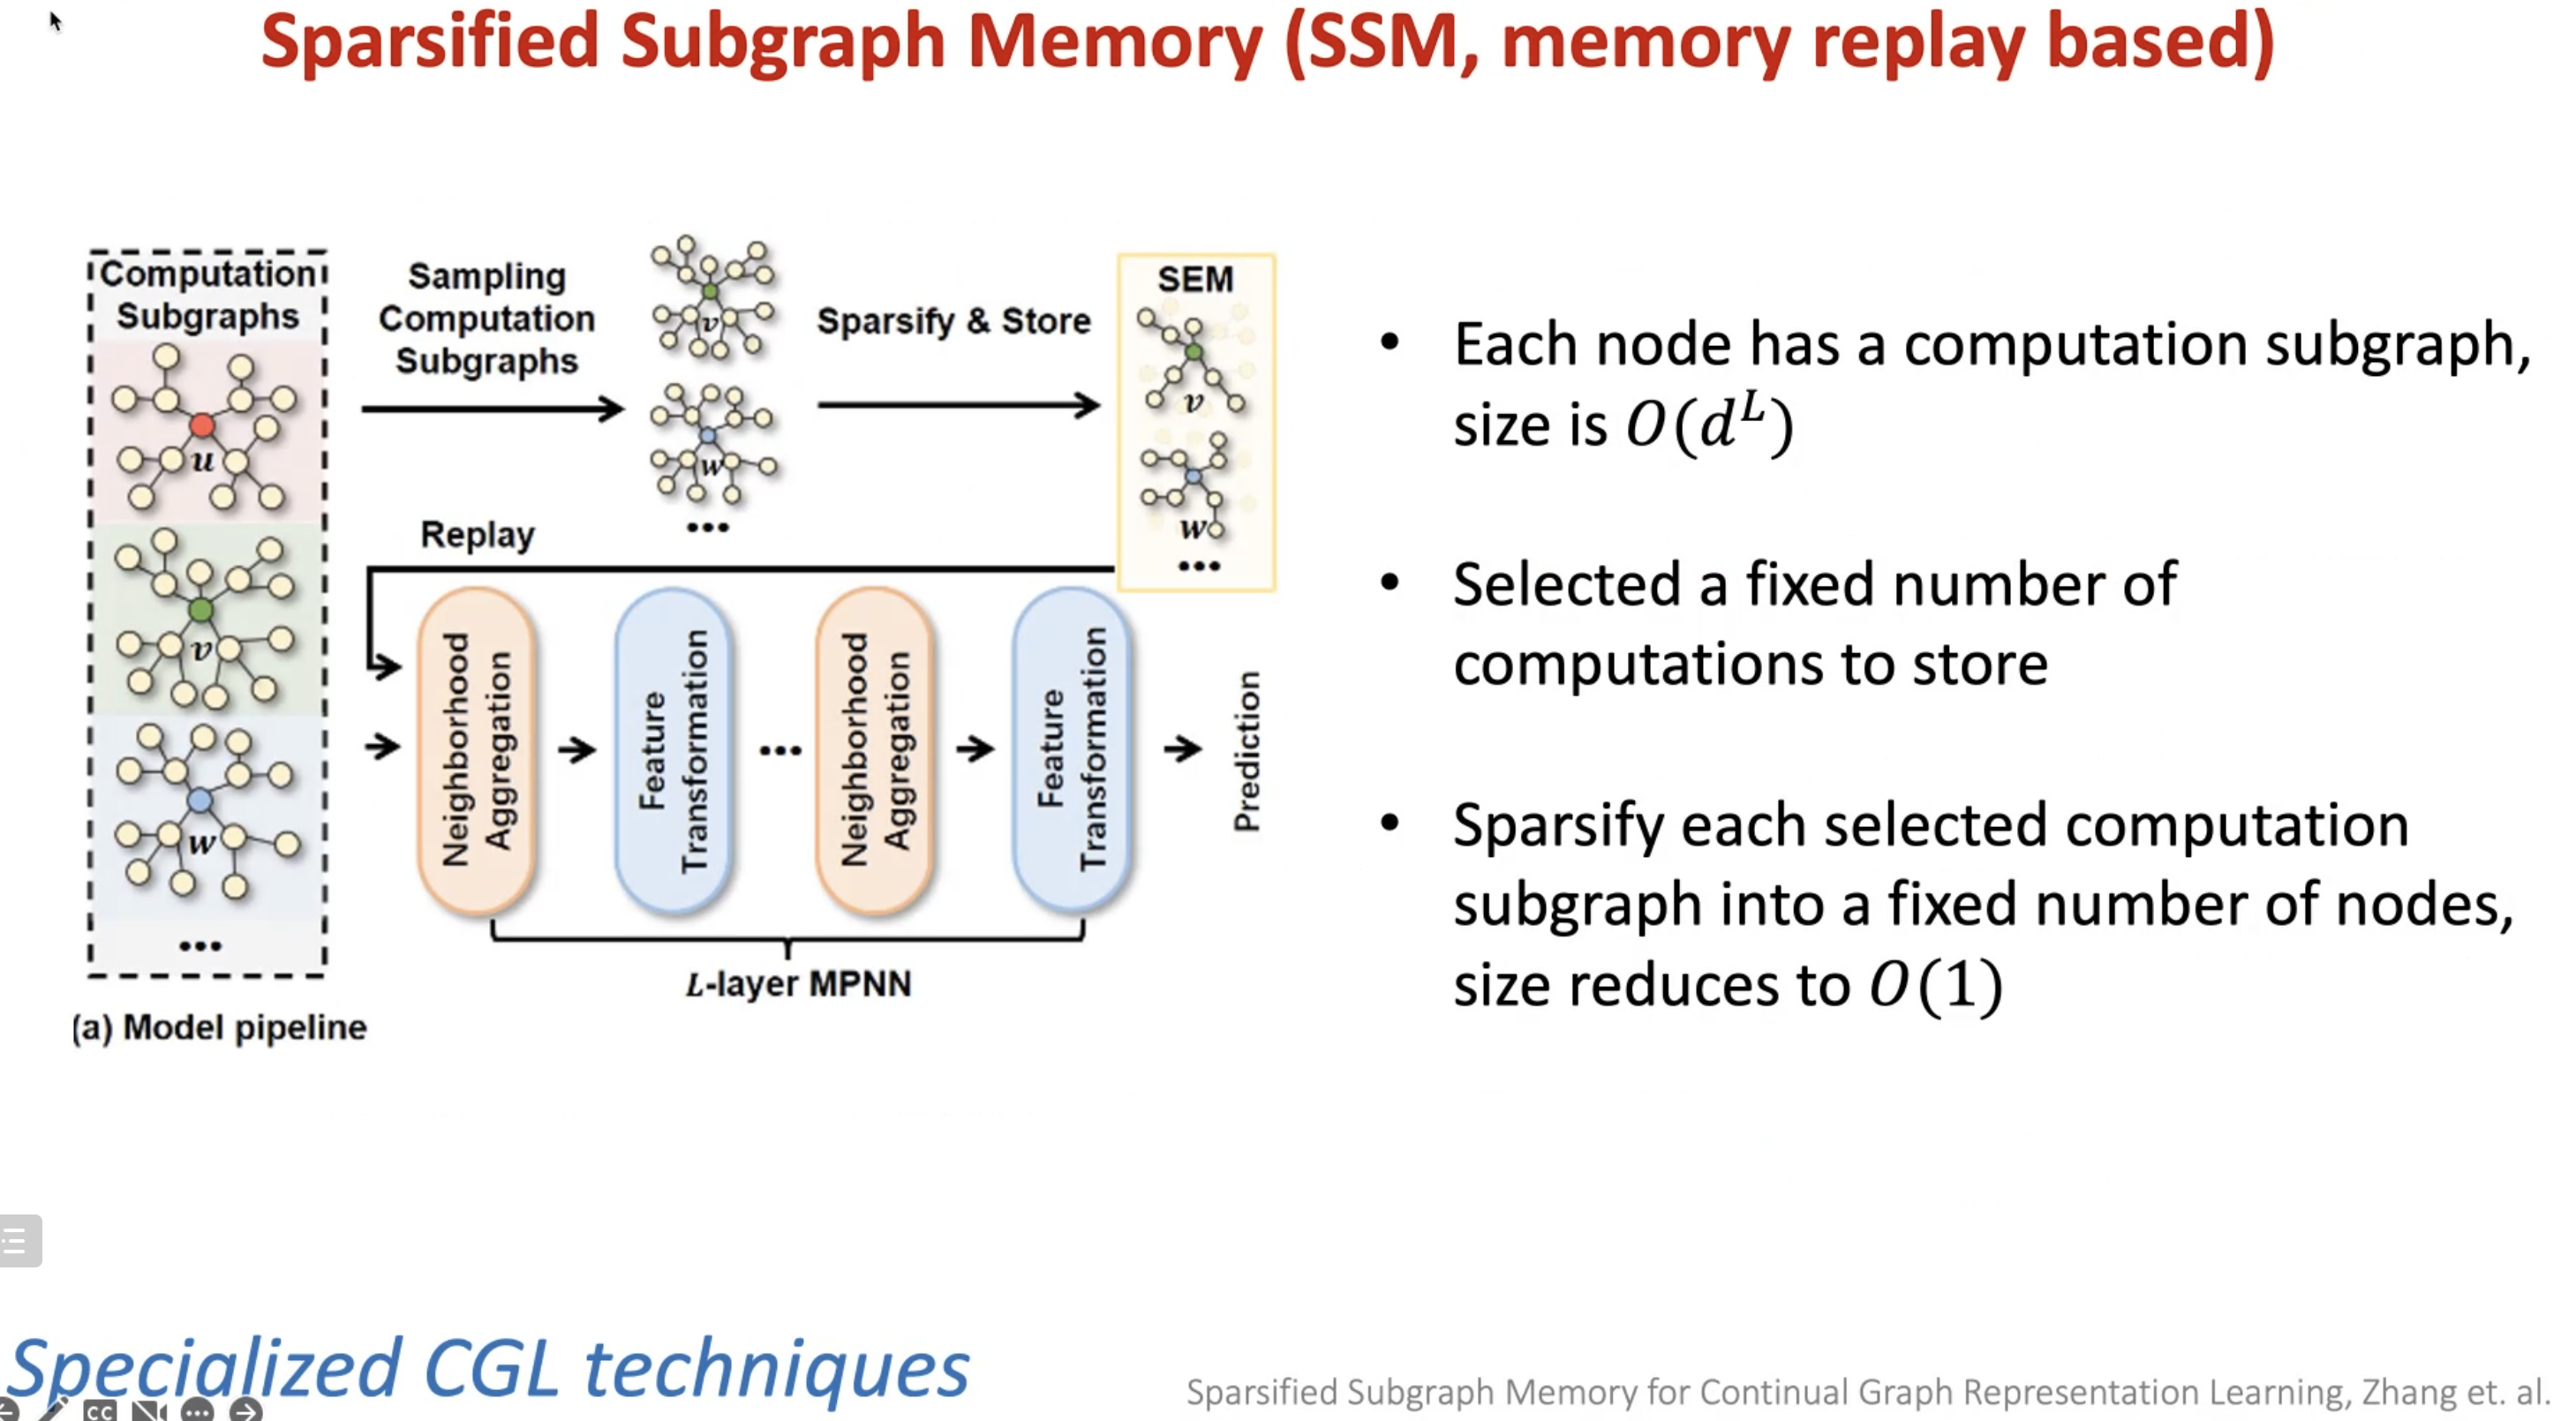 Sparsified Subgraph Memory (SSM, memory replay based)
Computation
Subgraphs
u
v
w
...
Sampling
Computation
Subgraphs
v
w
...
Sparsify & Store
SEM
v
w
...
Replay
Neighborhood
Aggregation
Feature
Transformation
...
Neighborhood
Aggregation
Feature
Transformation
Prediction
L-layer MPNN
(a) Model pipeline
• Each node has a computation subgraph,
size is O(d^L)
• Selected a fixed number of
computations to store
• Sparsify each selected computation
subgraph into a fixed number of nodes,
size reduces to O(1)
Specialized CGL techniques
CC
Sparsified Subgraph Memory for Continual Graph Representation Learning, Zhang et. al.